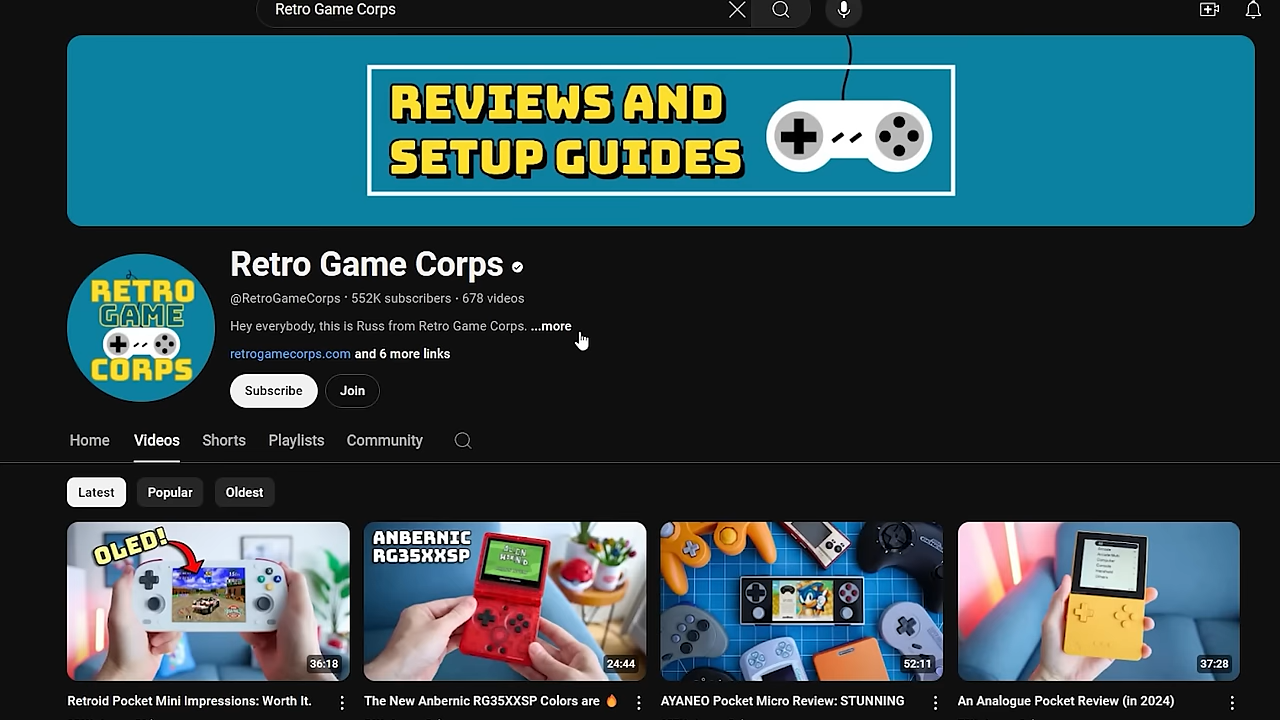 Retro Game Corps
REVIEWS AND
SETUP GUIDES
RETRO
GAME
CORPS
Retro Game Corps
@RetroGameCorps · 552K subscribers · 678 videos
Hey everybody, this is Russ from Retro Game Corps. ...more
retrogamecorps.com and 6 more links
Subscribe Join
Home Videos Shorts Playlists Community
Latest Popular Oldest
OLED!
36:18
ANBERNIC
RG35XXSP
24:44
52:11
37:28
Retroid Pocket Mini Impressions: Worth It.
The New Anbernic RG35XXSP Colors are 🔥
AYANEO Pocket Micro Review: STUNNING
An Analogue Pocket Review (in 2024)